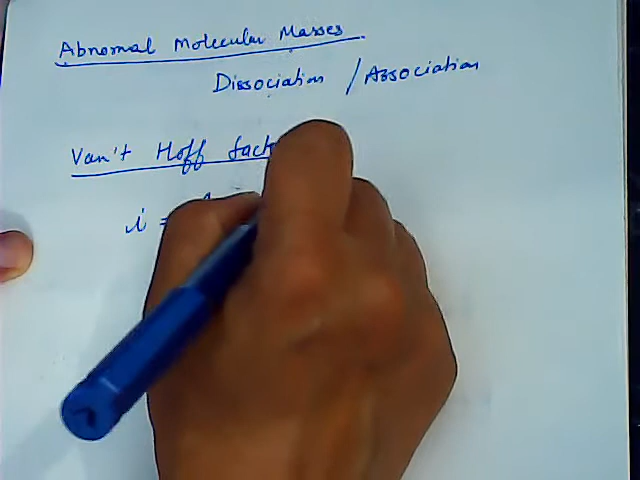 Abnormal Molecular Masses
Dissociation / Association
Van't Hoff
i =